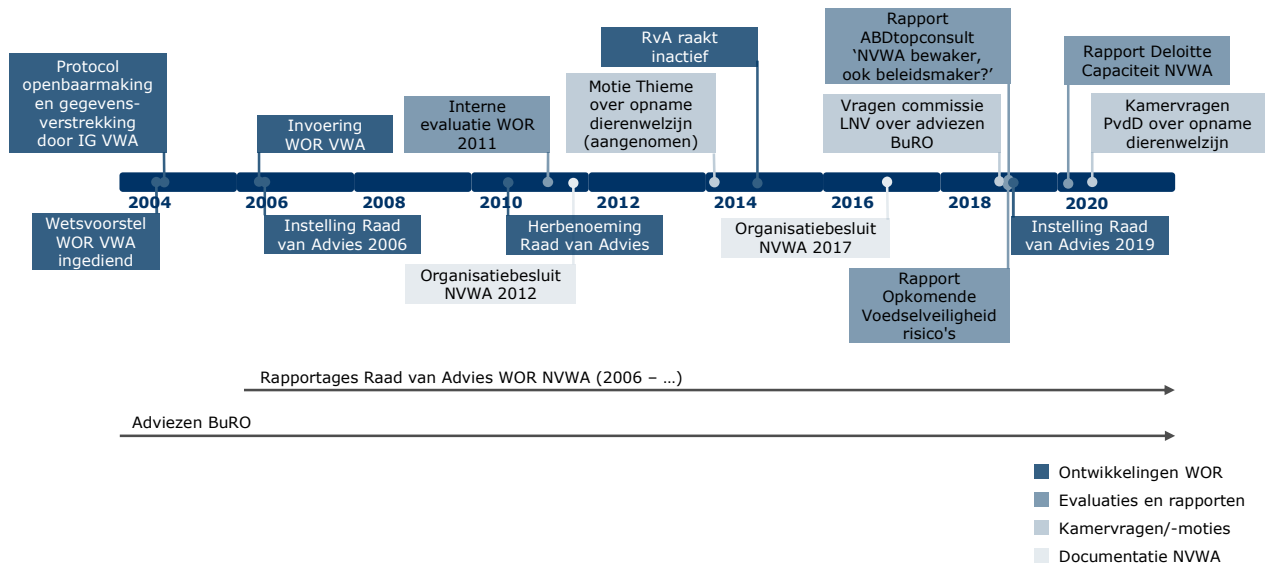 Protocol
openbaarmaking
en gegevens-
verstrekking
door IG VWA
Invoering
WOR VWA
Interne
evaluatie WOR
2011
Motie Thieme
over opname
dierenwelzijn
(aangenomen)
RvA raakt
inactief
Rapport
ABDtopconsult
‘NVWA bewaker,
ook beleidsmaker?’
Vragen commissie
LNV over adviezen
BuRO
Rapport Deloitte
Capaciteit NVWA
Kamervragen
PvdD over opname
dierenwelzijn
2004
2006
2008
2010
2012
2014
2016
2018
2020
Wetsvoorstel
WOR VWA
ingediend
Instelling Raad
van Advies 2006
Organisatiebesluit
NVWA 2012
Herbenoeming
Raad van Advies
Organisatiebesluit
NVWA 2017
Rapport
Opkomende
Voedselveiligheid
risico's
Instelling Raad
van Advies 2019
Rapportages Raad van Advies WOR NVWA (2006 – …)
Adviezen BuRO
Ontwikkelingen WOR
Evaluaties en rapporten
Kamervragen/-moties
Documentatie NVWA